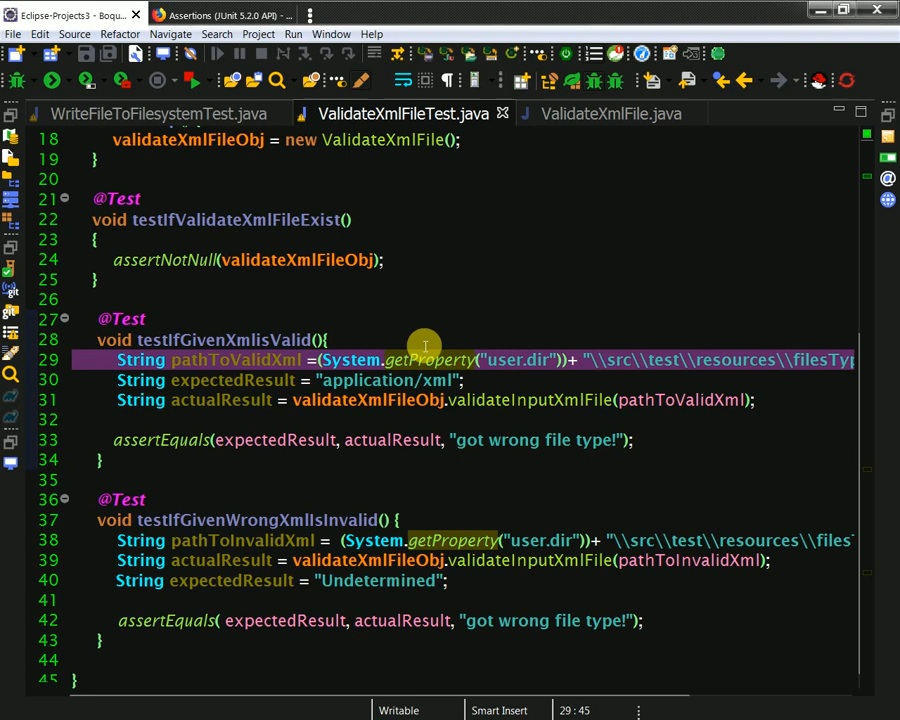 Eclipse-Projects3 - Boqu...
Assertions (JUnit 5.2.0 API) - ...
File Edit Source Refactor Navigate Search Project Run Window Help
WriteFileToFilesystemTest.java
ValidateXmlFileTest.java
ValidateXmlFile.java
18 validateXmlFileObj = new ValidateXmlFile();
19 }
20
21 @Test
22 void testIfValidateXmlFileExist()
23 {
24 assertNotNull(validateXmlFileObj);
25 }
26
27 @Test
28 void testIfGivenXmlisValid(){
29 String pathToValidXml =(System.getProperty("user.dir"))+ "\\src\\test\\resources\\filesTyp
30 String expectedResult = "application/xml";
31 String actualResult = validateXmlFileObj.validateInputXmlFile(pathToValidXml);
32
33 assertEquals(expectedResult, actualResult, "got wrong file type!");
34 }
35
36 @Test
37 void testIfGivenWrongXmlIsInvalid() {
38 String pathToInvalidXml = (System.getProperty("user.dir"))+ "\\src\\test\\resources\\files
39 String actualResult = validateXmlFileObj.validateInputXmlFile(pathToInvalidXml);
40 String expectedResult = "Undetermined";
41
42 assertEquals( expectedResult, actualResult, "got wrong file type!");
43 }
44
45 }
Writable Smart Insert 29 : 45